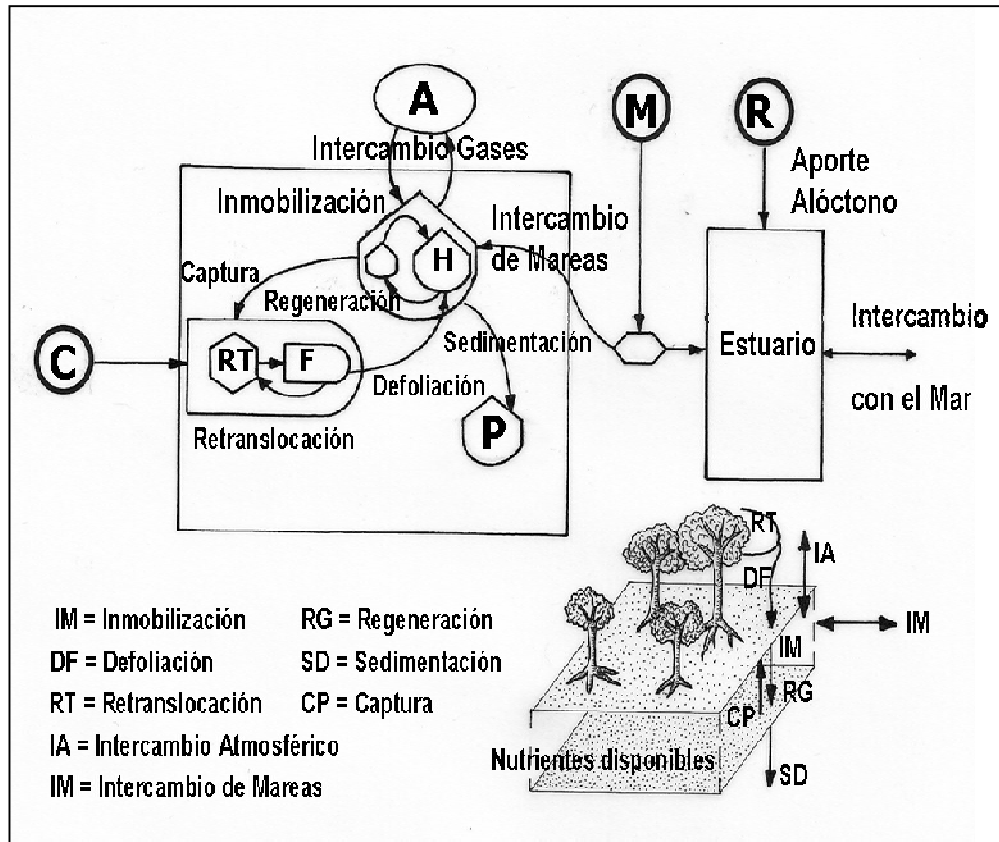 A
M
R
Intercambio Gases
Aporte
Alóctono
Inmobilización
Intercambio
de Mareas
H
Captura
Regeneración
Sedimentación
Estuario
Intercambio
con el Mar
C
RT
F
Defoliación
P
Retranslocación
RT
IA
DF
IM
IM
RG
CP
Nutrientes disponibles
SD
IM = Inmobilización
RG = Regeneración
DF = Defoliación
SD = Sedimentación
RT = Retranslocación
CP = Captura
IA = Intercambio Atmosférico
IM = Intercambio de Mareas